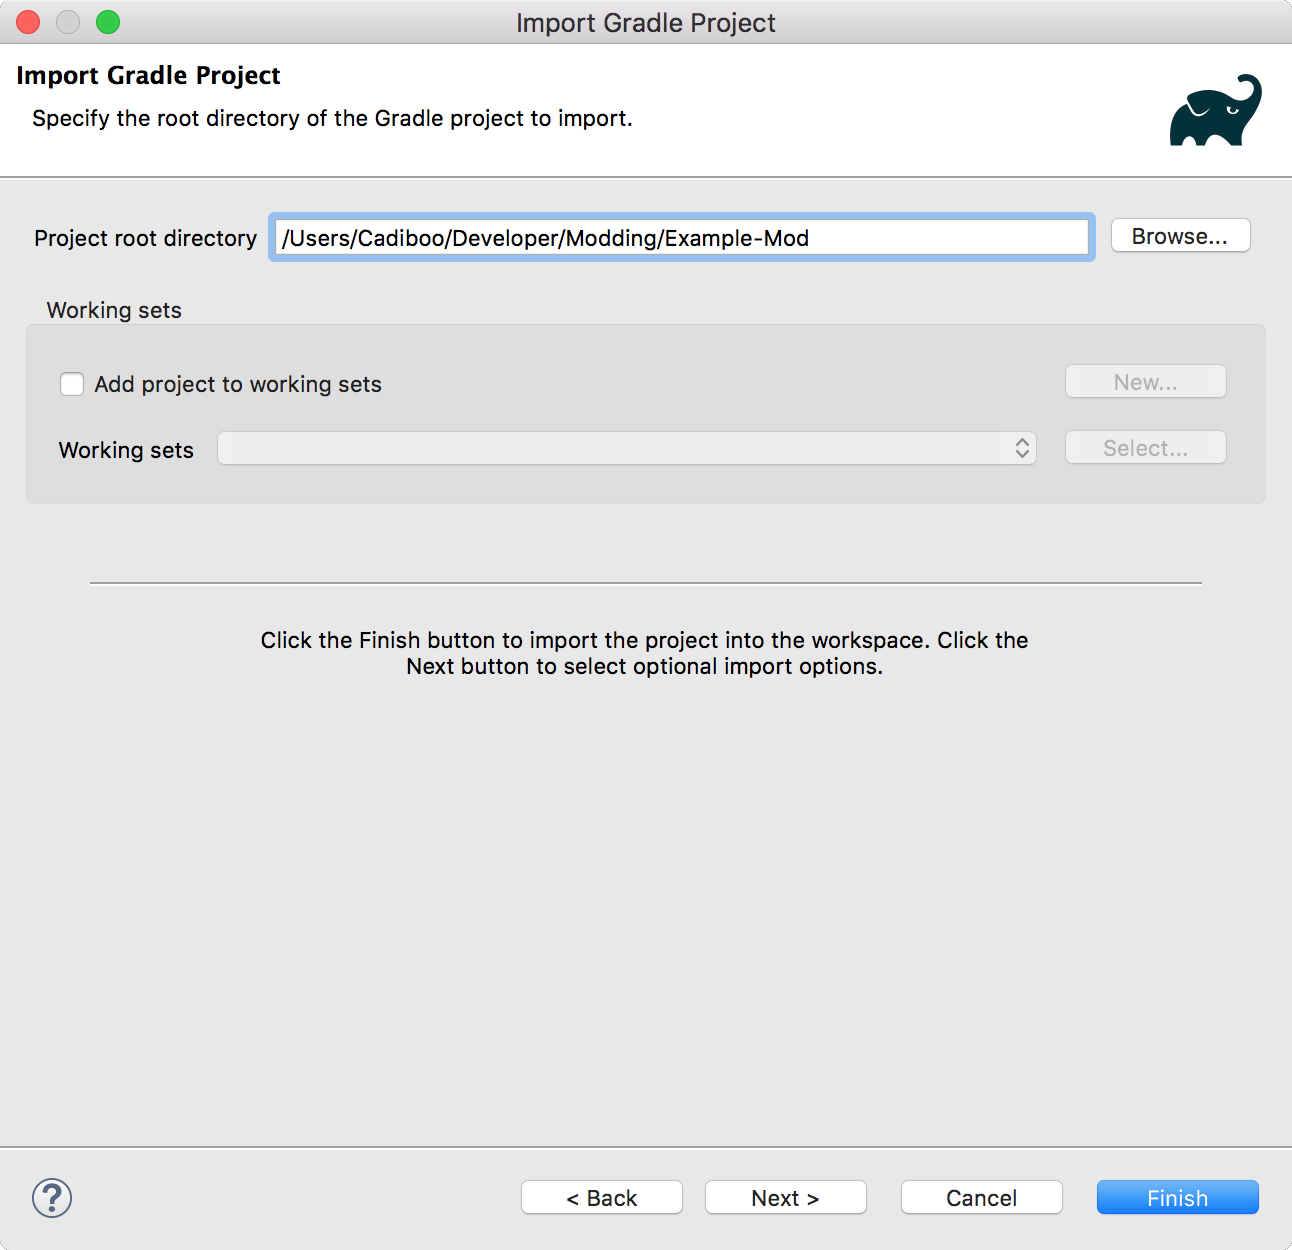 Import Gradle Project
Import Gradle Project
Specify the root directory of the Gradle project to import.
Project root directory /Users/Cadiboo/Developer/Modding/Example-Mod Browse...
Working sets
Add project to working sets New...
Working sets Select...
Click the Finish button to import the project into the workspace. Click the
Next button to select optional import options.
? < Back Next > Cancel Finish